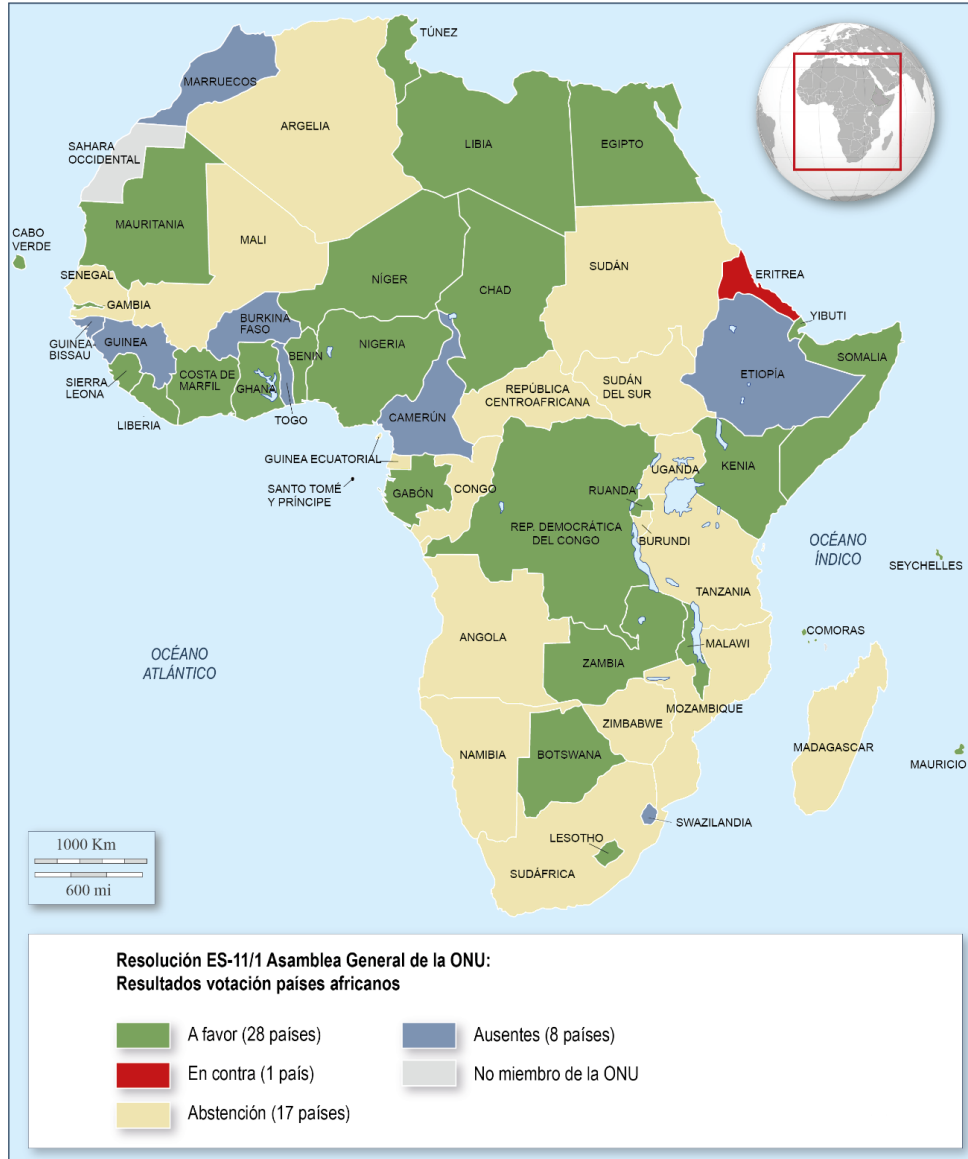 TÚNEZ
MARRUECOS
ARGELIA
SAHARA
OCCIDENTAL
LIBIA
EGIPTO
MAURITANIA
CABO
VERDE
MALI
NÍGER
SENEGAL
SUDÁN
ERITREA
CHAD
GAMBIA
YIBUTI
BURKINA
FASO
GUINEA
BISSAU
GUINEA
NIGERIA
BENIN
SOMALIA
COSTA DE
MARFIL
ETIOPÍA
SIERRA
LEONA
GHANA
REPÚBLICA
CENTROAFRICANA
SUDÁN
DEL SUR
LIBERIA
TOGO
CAMERÚN
GUINEA ECUATORIAL
UGANDA
KENIA
SANTO TOMÉ
Y PRÍNCIPE
GABÓN
CONGO
RUANDA
REP. DEMOCRÁTICA
DEL CONGO
BURUNDI
OCÉANO
ÍNDICO
SEYCHELLES
TANZANIA
COMORAS
ANGOLA
MALAWI
OCÉANO
ATLÁNTICO
ZAMBIA
MOZAMBIQUE
ZIMBABWE
MADAGASCAR
NAMIBIA
BOTSWANA
MAURICIO
SWAZILANDIA
LESOTHO
SUDÁFRICA
1000 Km
600 mi
Resolución ES-11/1 Asamblea General de la ONU:
Resultados votación países africanos
A favor (28 países)
Ausentes (8 países)
En contra (1 país)
No miembro de la ONU
Abstención (17 países)